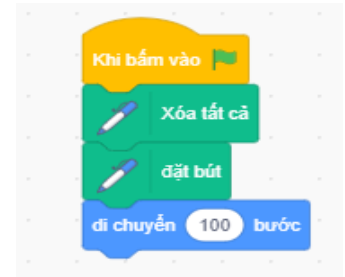 Khi bấm vào
Xóa tất cả
đặt bút
di chuyển 100 bước